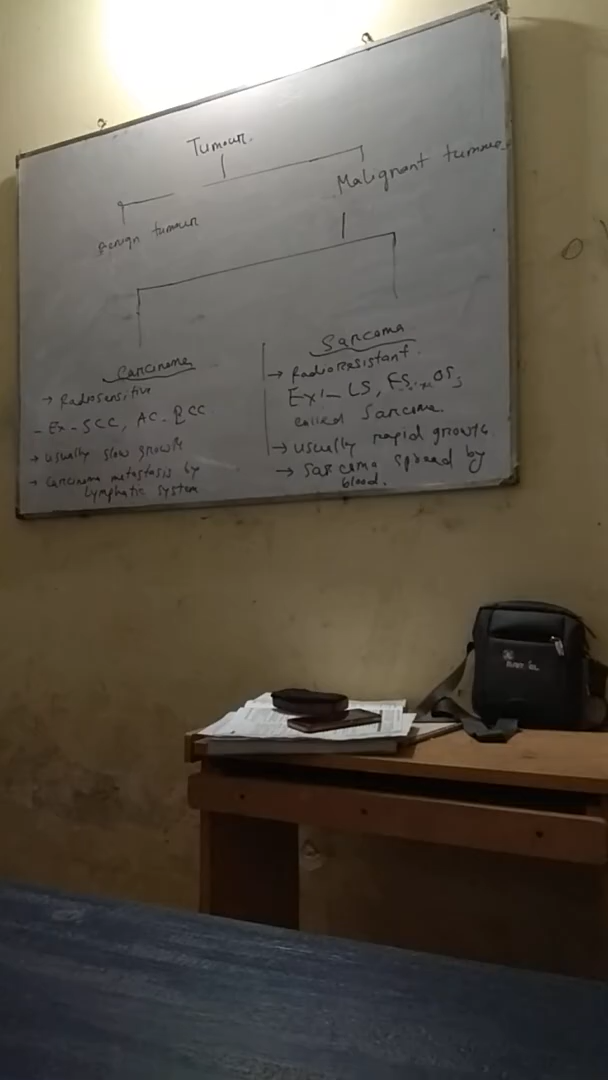 Tumour.
Benign tumour
Malignant tumour
Carcinoma
→ Radiosensitive
- Ex - SCC, AC. BCC.
→ usually slow growth
→ Carcinoma metastasis by
lymphatic system
Sarcoma
→ Radioresistant.
Ex! - LS, FS, OS,
called Sarcoma.
→ usually rapid growth
→ Sarcoma spread by
blood.